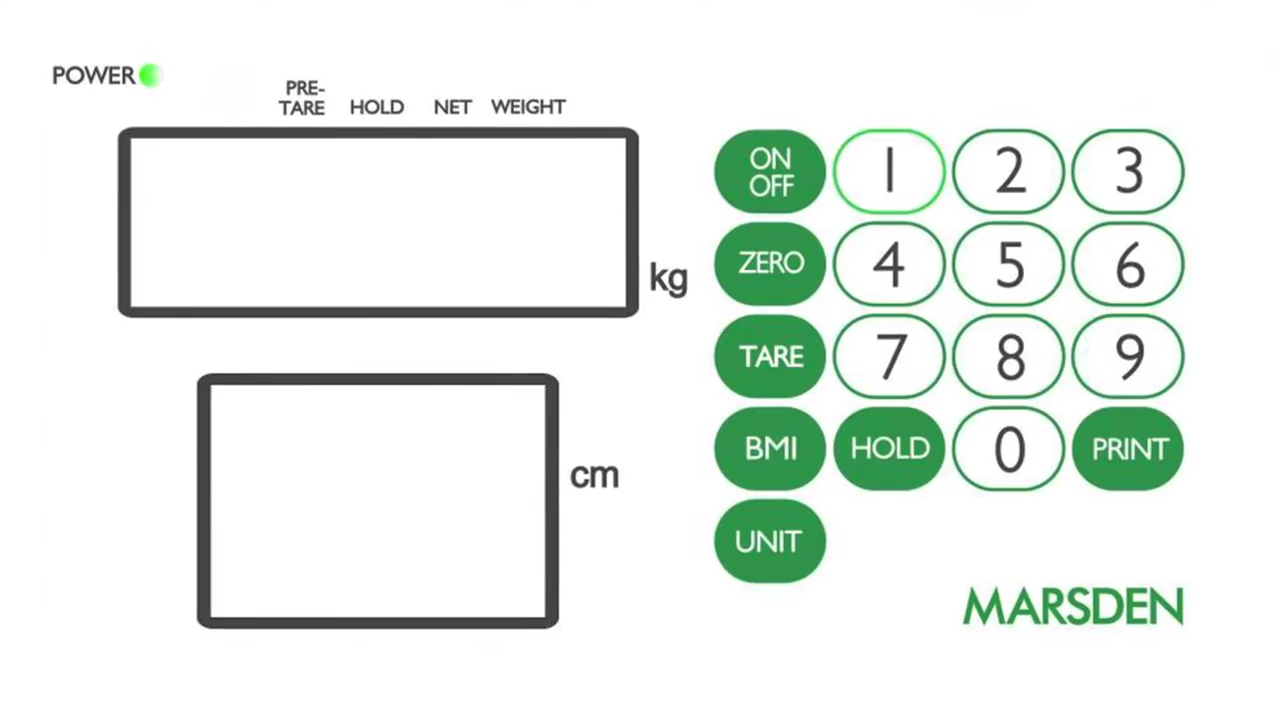 POWER
PRE-
TARE HOLD NET WEIGHT
kg
cm
ON
OFF
1 2 3
ZERO 4 5 6
TARE 7 8 9
BMI HOLD 0 PRINT
UNIT
MARSDEN